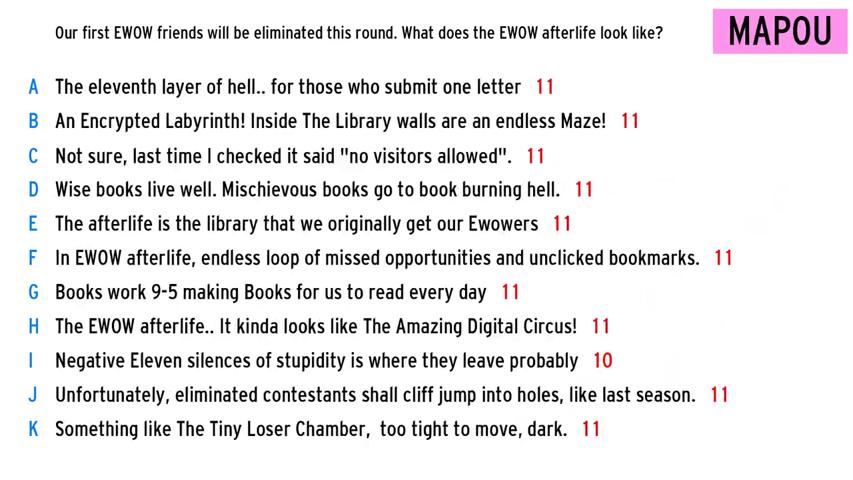 Our first EWOW friends will be eliminated this round. What does the EWOW afterlife look like?
MAPOU
A The eleventh layer of hell.. for those who submit one letter 11
B An Encrypted Labyrinth! Inside The Library walls are an endless Maze! 11
C Not sure, last time I checked it said "no visitors allowed". 11
D Wise books live well. Mischievous books go to book burning hell. 11
E The afterlife is the library that we originally get our Ewowers 11
F In EWOW afterlife, endless loop of missed opportunities and unclicked bookmarks. 11
G Books work 9-5 making Books for us to read every day 11
H The EWOW afterlife.. It kinda looks like The Amazing Digital Circus! 11
I Negative Eleven silences of stupidity is where they leave probably 10
J Unfortunately, eliminated contestants shall cliff jump into holes, like last season. 11
K Something like The Tiny Loser Chamber, too tight to move, dark. 11